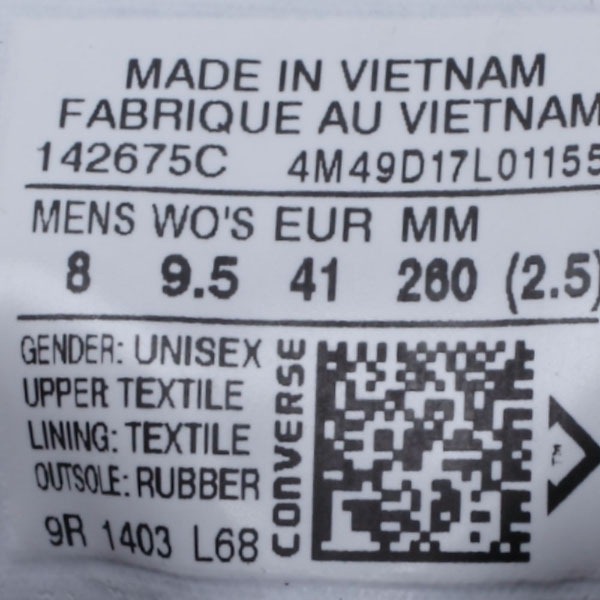 MADE IN VIETNAM
FABRIQUE AU VIETNAM
142675C 4M49D17L01155
MENS WO'S EUR MM
8 9.5 41 260 (2.5)
GENDER: UNISEX
UPPER TEXTILE
LINING: TEXTILE
OUTSOLE: RUBBER
9R 1403 L68
CONVERSE
TM